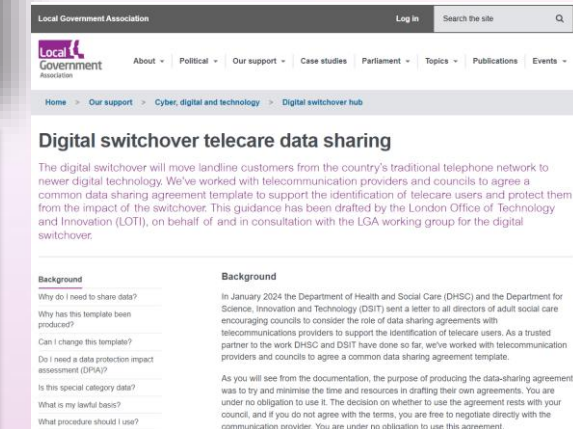 Local Government Association
Log in
Search the site
Local
Government
Association
About
Political
Our support
Case studies
Parliament
Topics
Publications
Events
Home > Our support > Cyber, digital and technology > Digital switchover hub
Digital switchover telecare data sharing
The digital switchover will move landline customers from the country's traditional telephone network to
newer digital technology. We've worked with telecommunication providers and councils to agree a
common data sharing agreement template to support the identification of telecare users and protect them
from the impact of the switchover. This guidance has been drafted by the London Office of Technology
and Innovation (LOTI), on behalf of and in consultation with the LGA working group for the digital
switchover.
Background
Why do I need to share data?
Why has this template been
produced?
Can I change this template?
Do I need a data protection impact
assessment (DPIA)?
Is this special category data?
What is my lawful basis?
What procedure should I use?
Background
In January 2024 the Department of Health and Social Care (DHSC) and the Department for
Science, Innovation and Technology (DSIT) sent a letter to all directors of adult social care
encouraging councils to consider the role of data sharing agreements with
telecommunications providers to support the identification of telecare users. As a trusted
partner to the work DHSC and DSIT have done so far, we've worked with telecommunication
providers and councils to agree a common data sharing agreement template.
As you will see from the documentation, the purpose of producing the data-sharing agreement
was to try and minimise the time and resources in drafting their own agreements. You are
under no obligation to use it. The decision on whether to use the agreement rests with your
council, and if you do not agree with the terms, you are free to negotiate directly with the
communication provider. You are under no obligation to use this agreement.